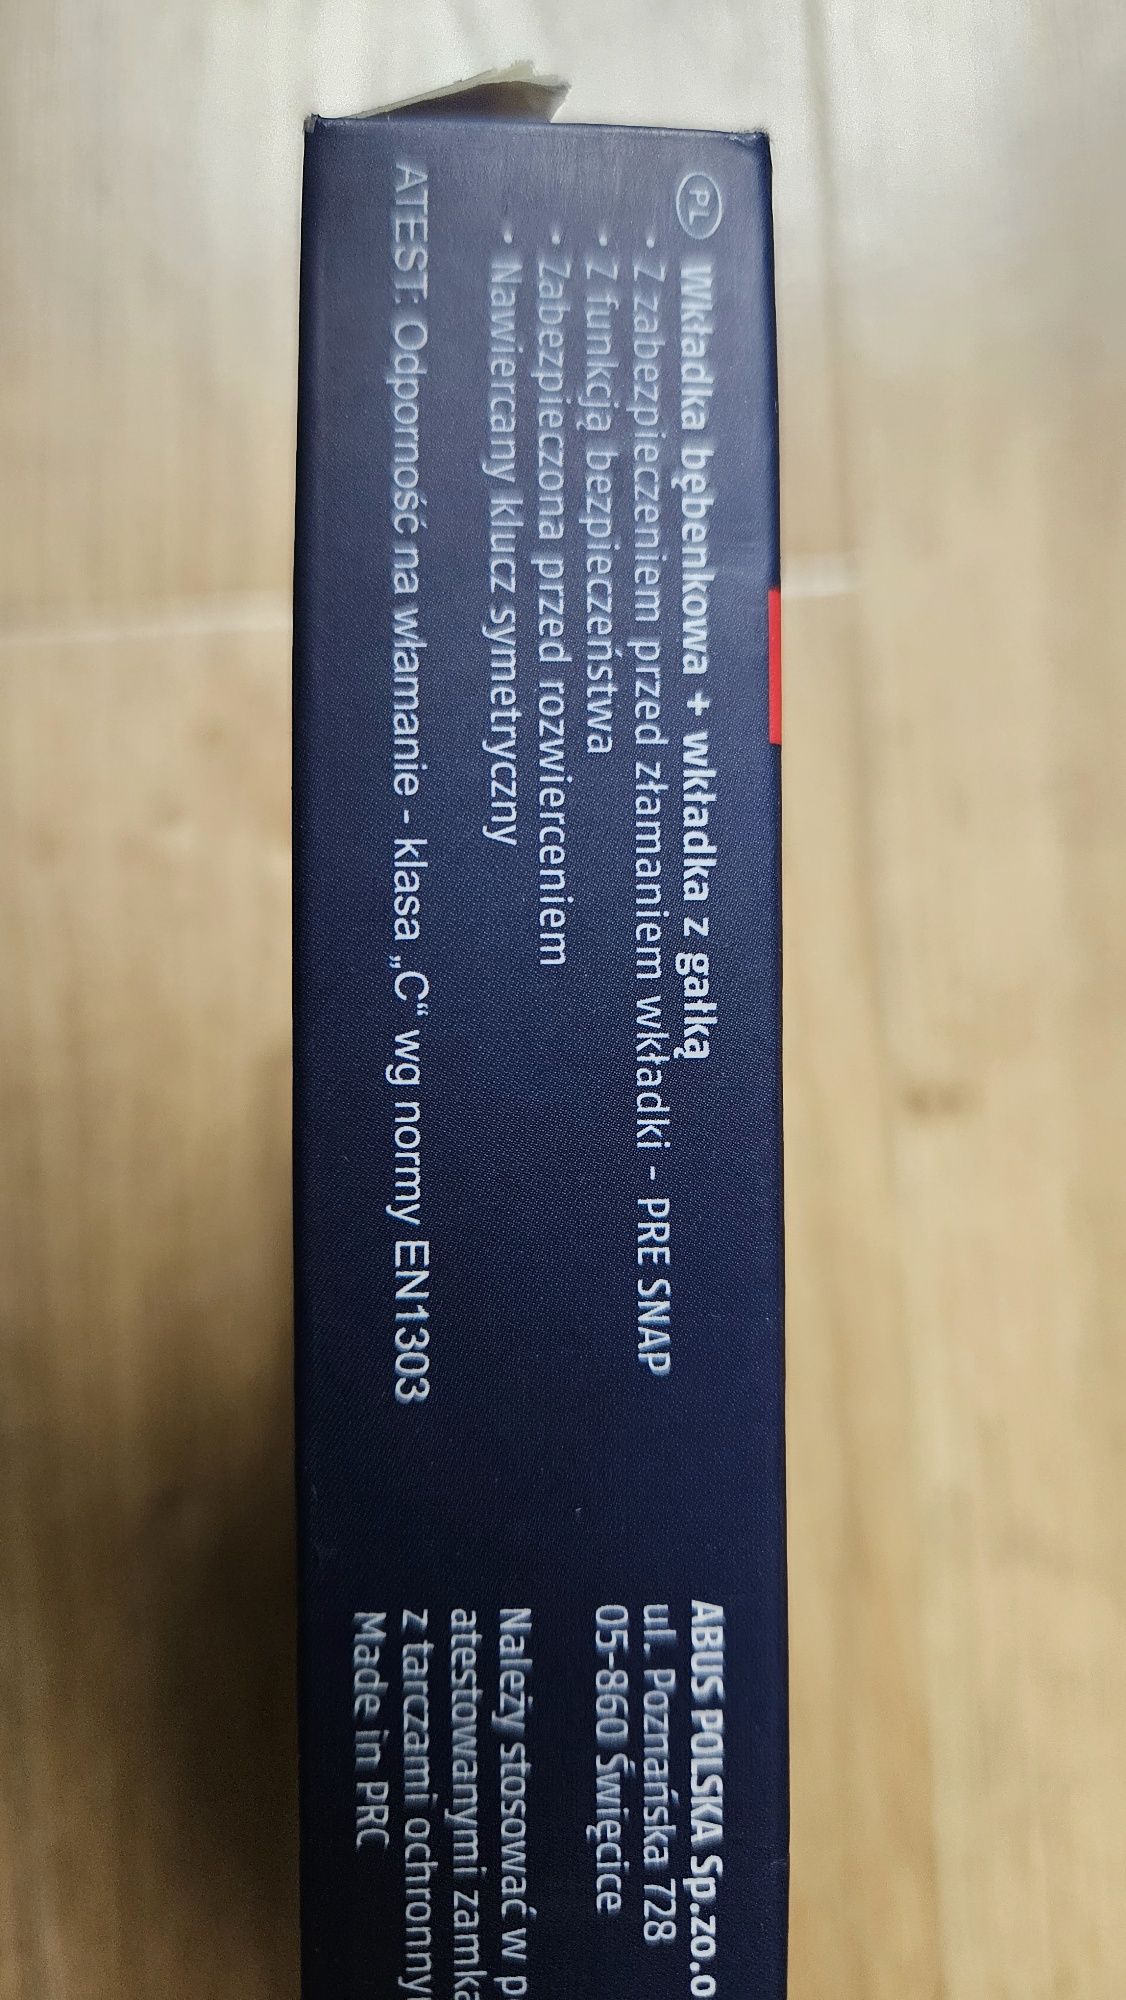 PL Wkładka bębenkowa + wkładka z gałką
· Z zabezpieczeniem przed złamaniem wkładki - PRE SNAP
· Z funkcją bezpieczeństwa
· Zabezpieczona przed rozwierceniem
· Nawiercany klucz symetryczny
ATEST: Odporność na włamanie - klasa „C“ wg normy EN1303
ABUS POLSKA Sp.zo.o
ul. Poznańska 728
05-860 Święcice
Należy stosować w
atestowanymi
z tarczami
Made in PRC